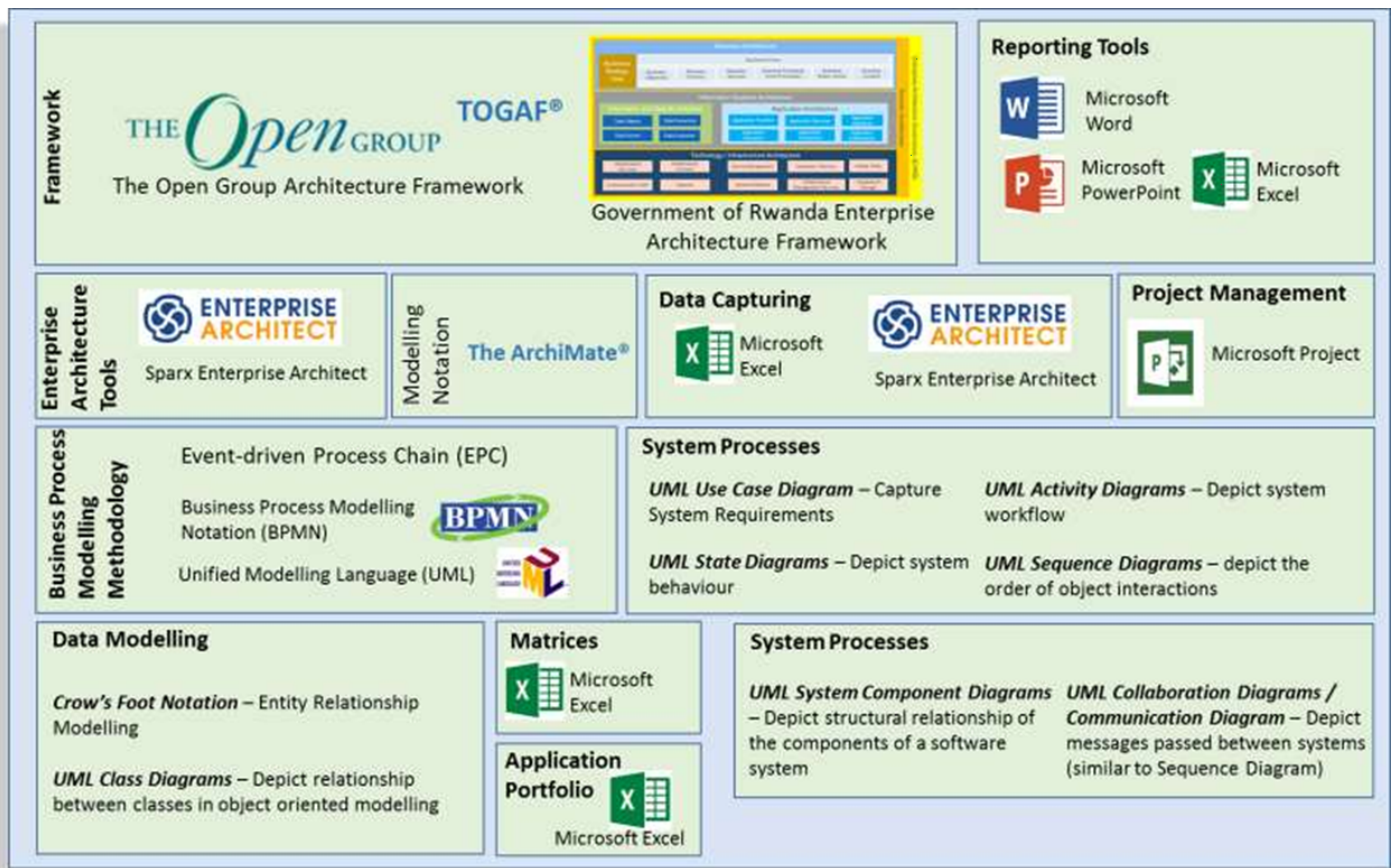 Framework
THE Open GROUP
TOGAF®
The Open Group Architecture Framework
Government of Rwanda Enterprise
Architecture Framework
Reporting Tools
Microsoft
Word
Microsoft
PowerPoint
Microsoft
Excel
Enterprise
Architecture
Tools
ENTERPRISE
ARCHITECT
Sparx Enterprise Architect
Modelling
Notation
The ArchiMate®
Data Capturing
Microsoft
Excel
ENTERPRISE
ARCHITECT
Sparx Enterprise Architect
Project Management
Microsoft Project
Business Process
Modelling
Methodology
Event-driven Process Chain (EPC)
Business Process Modelling
Notation (BPMN)
BPMN
Unified Modelling Language (UML)
UML
System Processes
UML Use Case Diagram – Capture
System Requirements
UML State Diagrams – Depict system
behaviour
UML Activity Diagrams – Depict system
workflow
UML Sequence Diagrams – depict the
order of object interactions
Data Modelling
Crow's Foot Notation – Entity Relationship
Modelling
UML Class Diagrams – Depict relationship
between classes in object oriented modelling
Matrices
Microsoft
Excel
Application
Portfolio
Microsoft Excel
System Processes
UML System Component Diagrams
– Depict structural relationship of
the components of a software
system
UML Collaboration Diagrams /
Communication Diagram – Depict
messages passed between systems
(similar to Sequence Diagram)